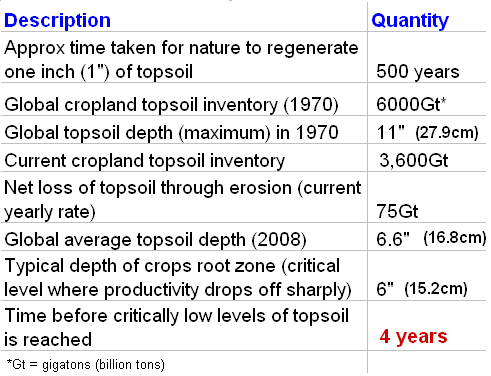 Description Quantity
Approx time taken for nature to regenerate
one inch (1") of topsoil 500 years
Global cropland topsoil inventory (1970) 6000Gt*
Global topsoil depth (maximum) in 1970 11" (27.9cm)
Current cropland topsoil inventory 3,600Gt
Net loss of topsoil through erosion (current
yearly rate) 75Gt
Global average topsoil depth (2008) 6.6" (16.8cm)
Typical depth of crops root zone (critical
level where productivity drops off sharply) 6" (15.2cm)
Time before critically low levels of topsoil
is reached 4 years
*Gt = gigatons (billion tons)